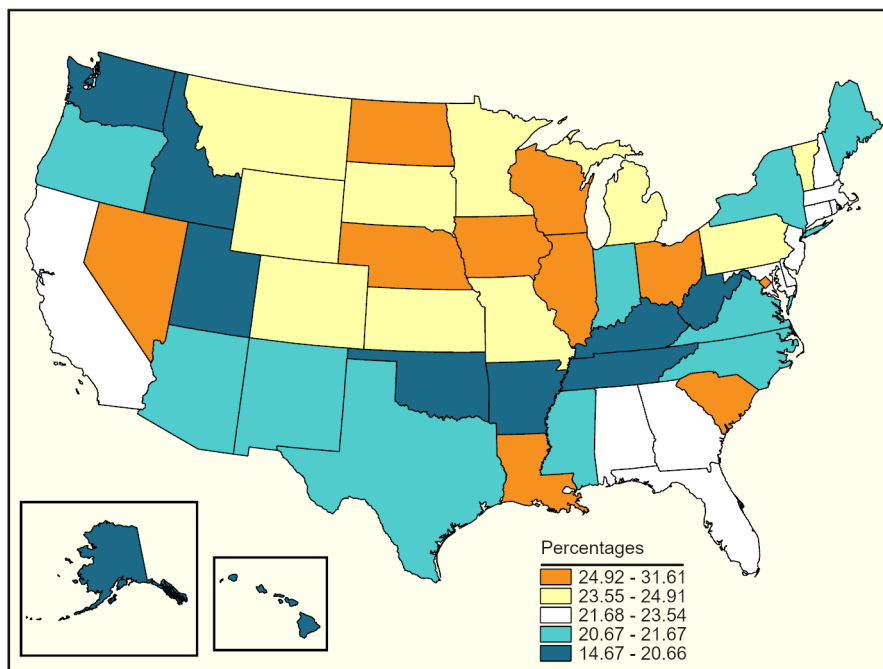 Percentages
24.92 - 31.61
23.55 - 24.91
21.68 - 23.54
20.67 - 21.67
14.67 - 20.66